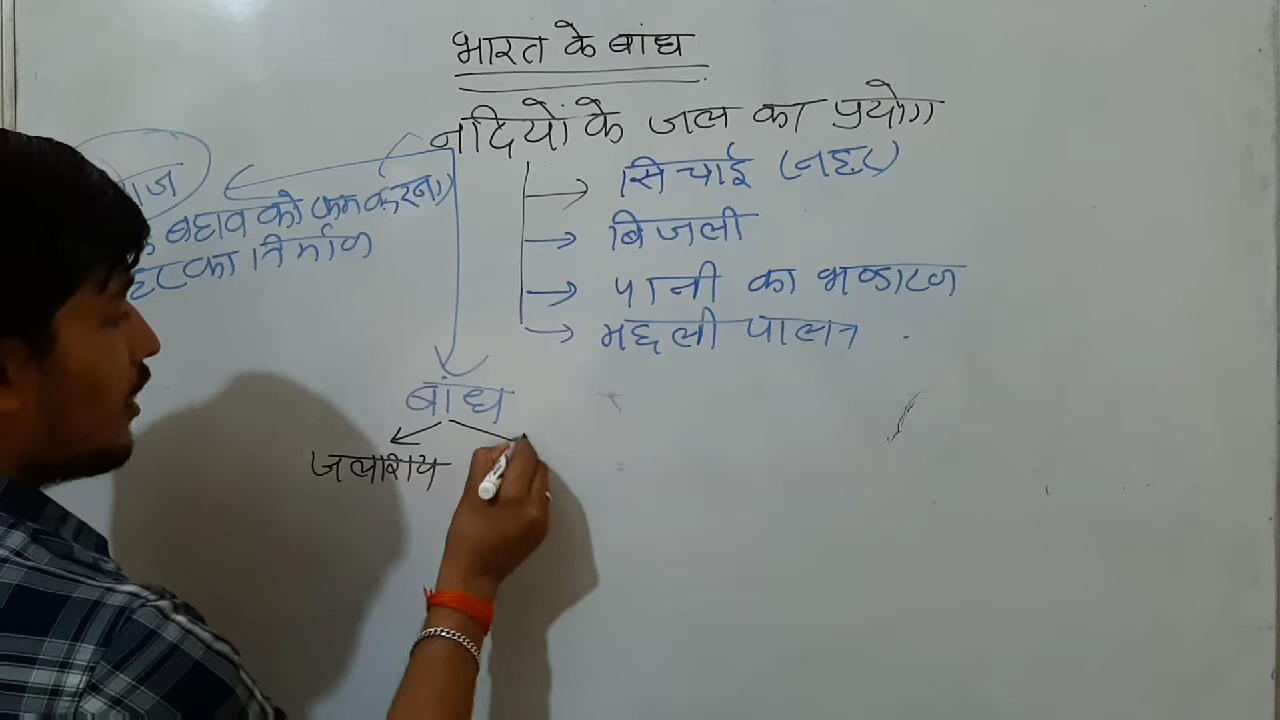 भारत के बांध
नदियों के जल का प्रयोग
सिचाई (नहर)
बिजली
पानी का भण्डारण
मछली पालन
बहाव को कम करना)
का निर्माण
बांध
जलाशय